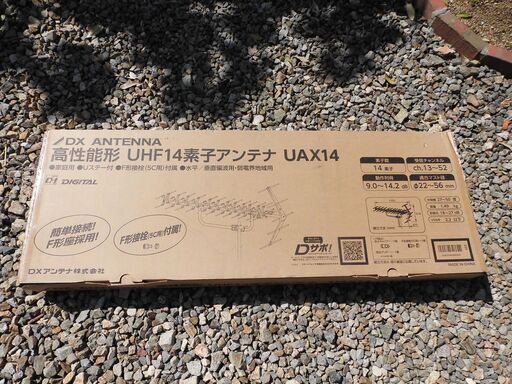 DX ANTENNA
高性能形 UHF14素子アンテナ UAX14
●家庭用 ●Uステー付 ●F形接栓(5C用)付属 ●水平/垂直偏波用・弱電界地域用
DIGITAL
簡単接続!
F形座採用!
F形接栓(5C用)付属!
DXアンテナ株式会社
Dサポ!
素子数
14 素子
受信チャンネル
ch.13~52
動作利得
9.0~14.2 dB
適合マスト径
φ22~56 mm
MADE IN CHINA